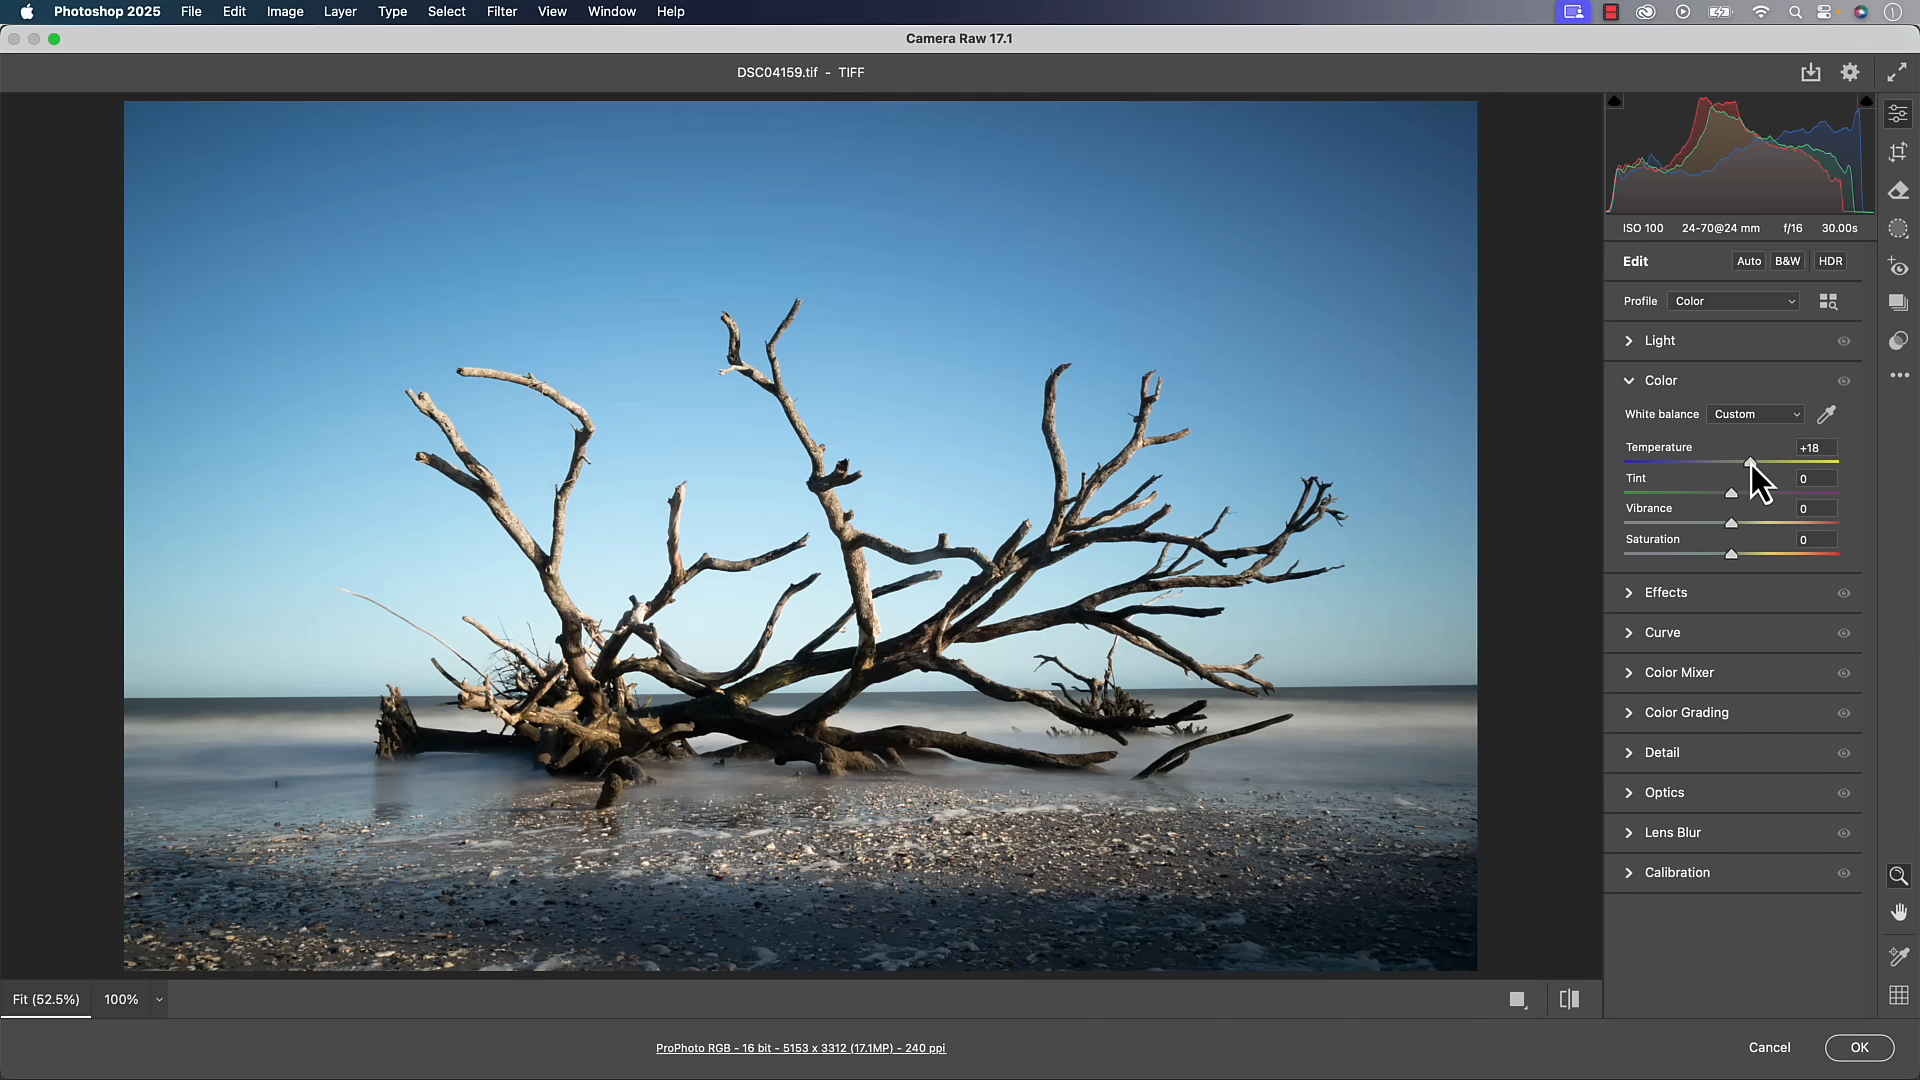 Photoshop 2025 File Edit Image Layer Type Select Filter View Window Help
Camera Raw 17.1
DSC04159.tif - TIFF
ISO 100 24-70@24 mm f/16 30.00s
Edit Auto B&W HDR
Profile Color
Light
Color
White balance Custom
Temperature +18
Tint 0
Vibrance 0
Saturation 0
Effects
Curve
Color Mixer
Color Grading
Detail
Optics
Lens Blur
Calibration
Fit (52.5%) 100%
ProPhoto RGB - 16 bit - 5153 x 3312 (17.1MP) - 240 ppi
Cancel OK